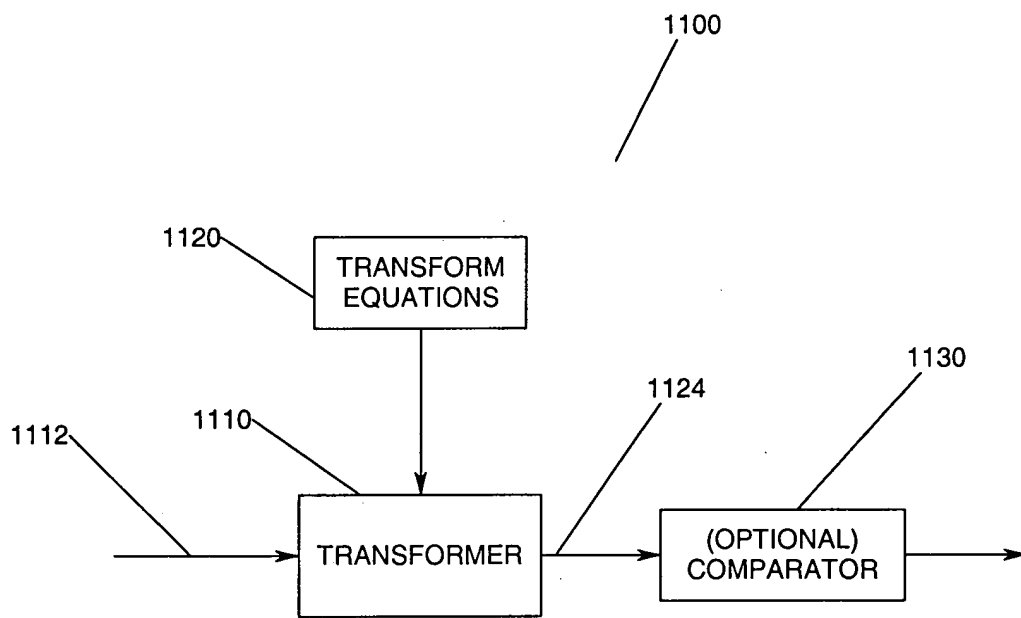 1100
1120
TRANSFORM
EQUATIONS
1130
1124
1110
1112
TRANSFORMER
(OPTIONAL)
COMPARATOR